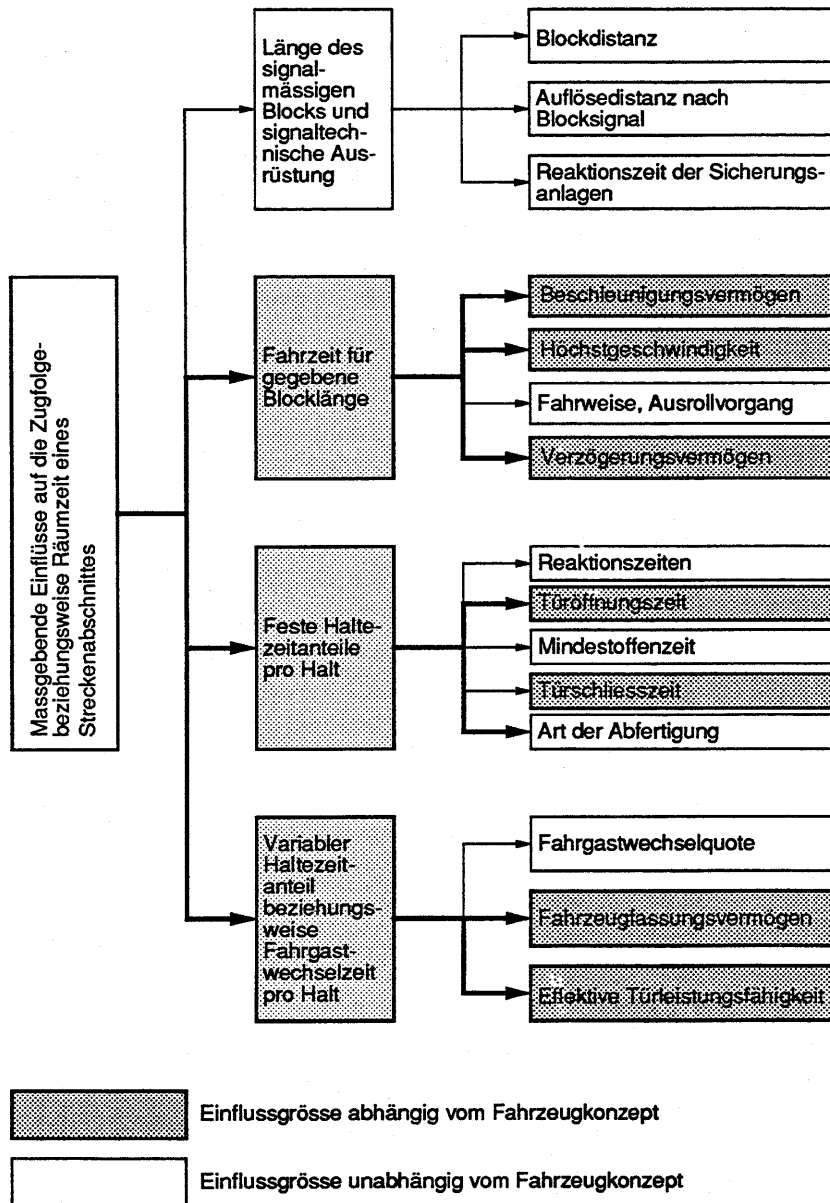 Massgebende Einflüsse auf die Zugfolge-
beziehungsweise Räumzeit eines
Streckenabschnittes
Länge des
signal-
mässigen
Blocks und
signaltech-
nische Aus-
rüstung
Blockdistanz
Auflösedistanz nach
Blocksignal
Reaktionszeit der Sicherungs-
anlagen
Fahrzeit für
gegebene
Blocklänge
Beschleunigungsvermögen
Höchstgeschwindigkeit
Fahrweise, Ausrollvorgang
Verzögerungsvermögen
Feste Halte-
zeitanteile
pro Halt
Reaktionszeiten
Türöffnungszeit
Mindestoffenzeit
Türschliesszeit
Art der Abfertigung
Variabler
Haltezeit-
anteil
beziehungs-
weise
Fahrgast-
wechselzeit
pro Halt
Fahrgastwechselquote
Fahrzeugfassungsvermögen
Effektive Türleistungsfähigkeit
Einflussgrösse abhängig vom Fahrzeugkonzept
Einflussgrösse unabhängig vom Fahrzeugkonzept